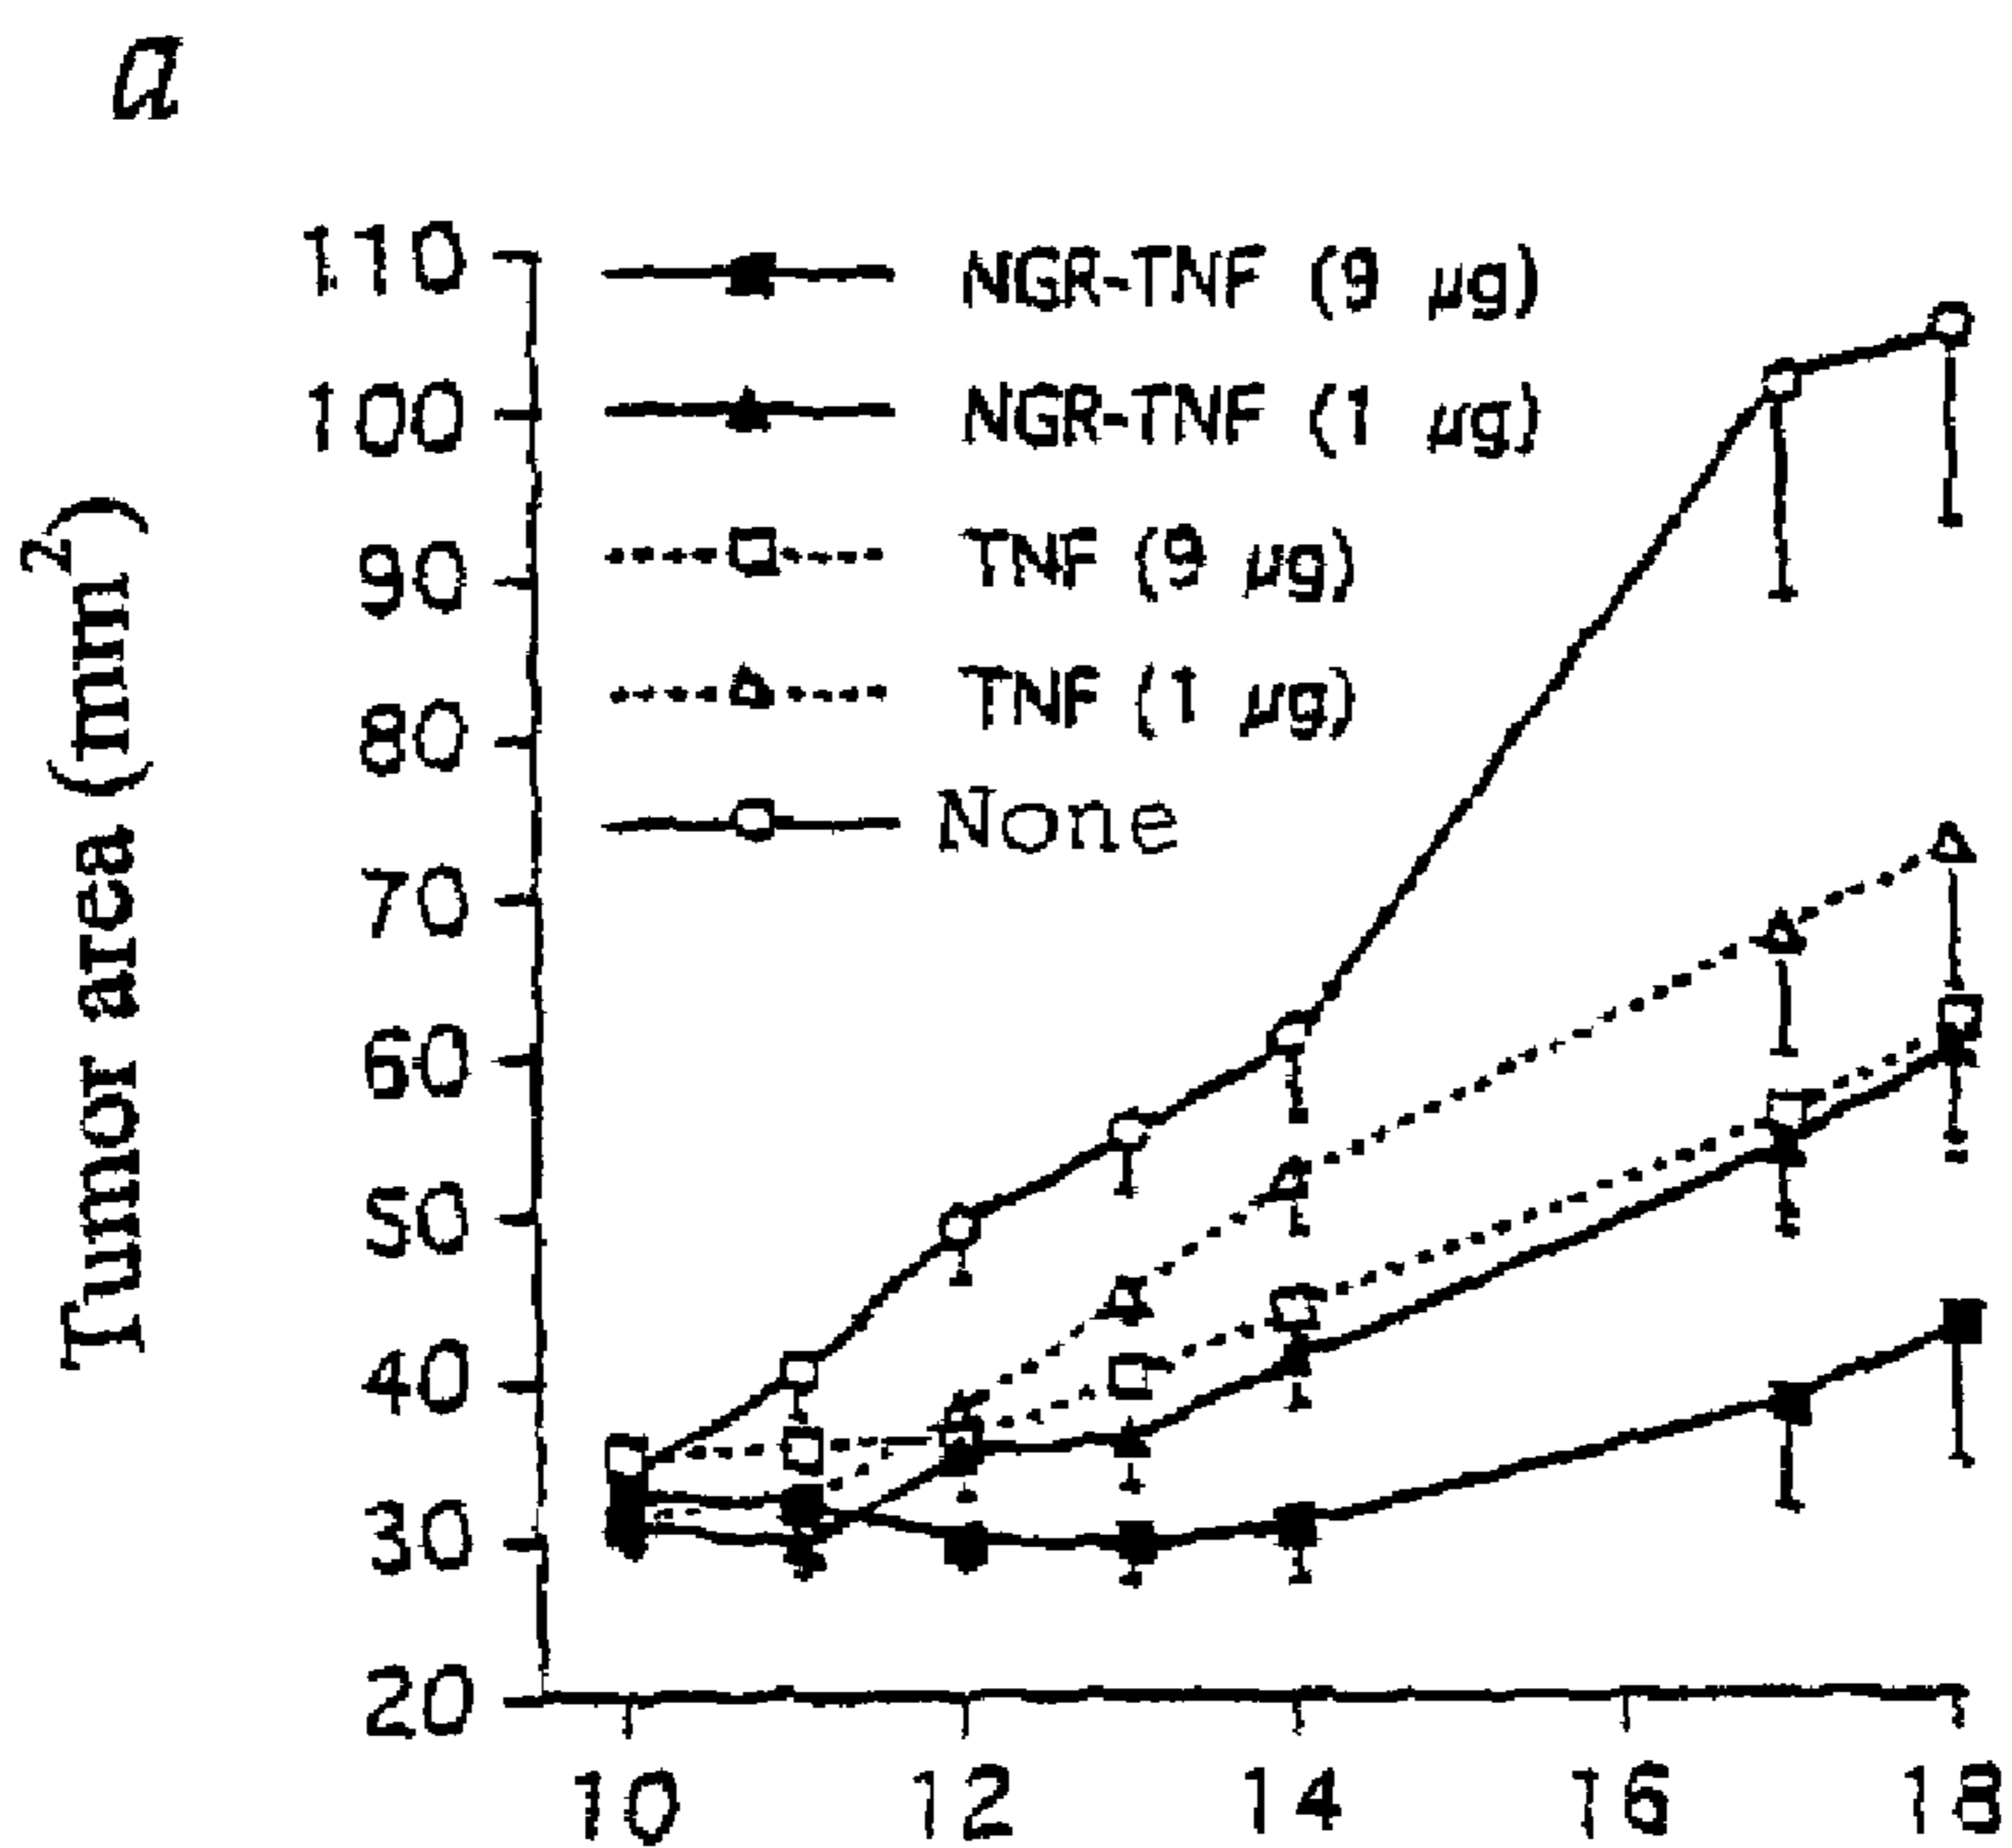 a
110
100
90
80
70
60
50
40
30
20
Tumor area (mm²)
NGR-TNF (9 µg)
NGR-TNF (1 µg)
TNF (9 µg)
TNF (1 µg)
None
10 12 14 16 18